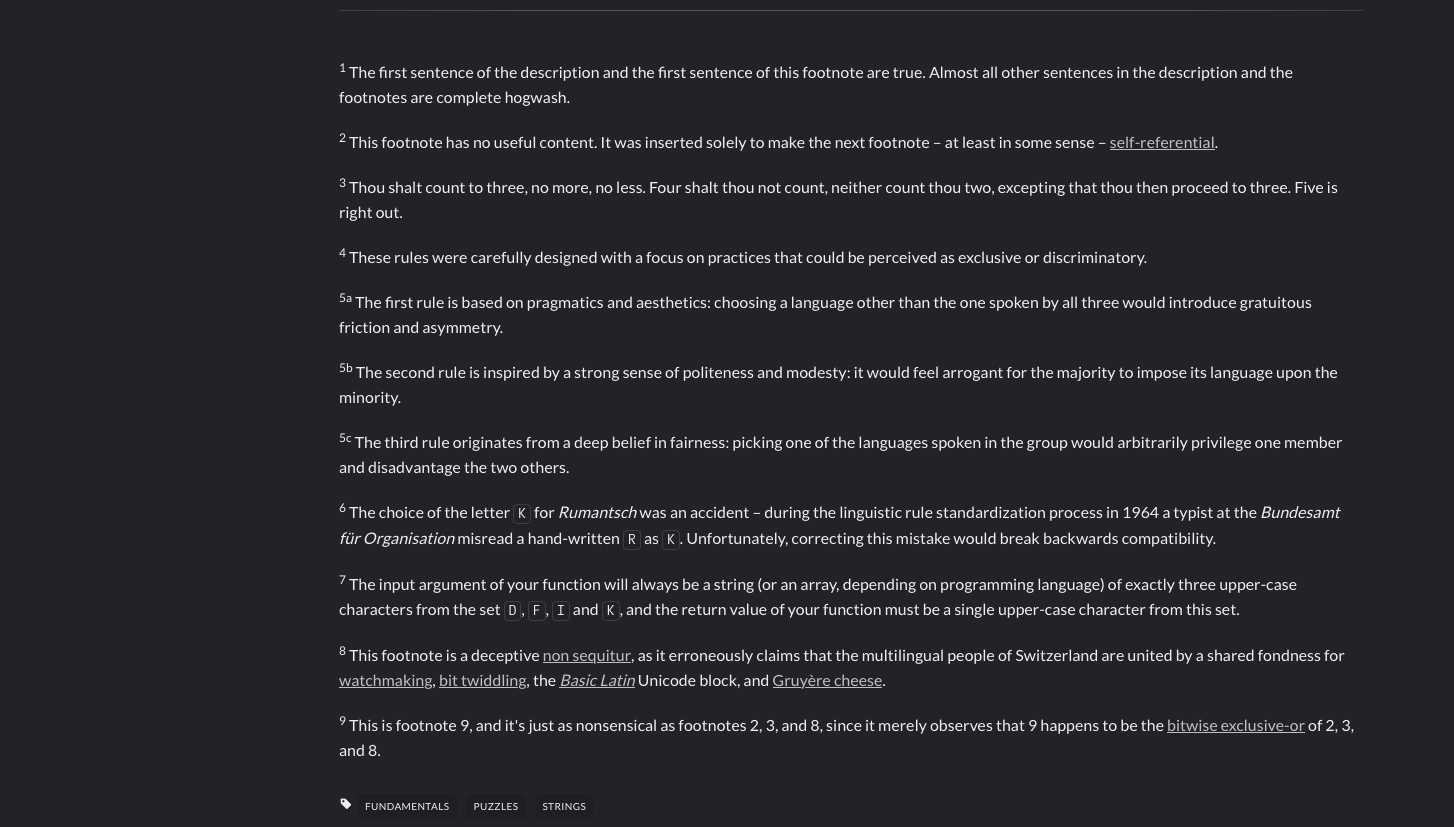 1 The first sentence of the description and the first sentence of this footnote are true. Almost all other sentences in the description and the
footnotes are complete hogwash.
2 This footnote has no useful content. It was inserted solely to make the next footnote – at least in some sense – self-referential.
3 Thou shalt count to three, no more, no less. Four shalt thou not count, neither count thou two, excepting that thou then proceed to three. Five is
right out.
4 These rules were carefully designed with a focus on practices that could be perceived as exclusive or discriminatory.
5a The first rule is based on pragmatics and aesthetics: choosing a language other than the one spoken by all three would introduce gratuitous
friction and asymmetry.
5b The second rule is inspired by a strong sense of politeness and modesty: it would feel arrogant for the majority to impose its language upon the
minority.
5c The third rule originates from a deep belief in fairness: picking one of the languages spoken in the group would arbitrarily privilege one member
and disadvantage the two others.
6 The choice of the letter K for Rumantsch was an accident – during the linguistic rule standardization process in 1964 a typist at the Bundesamt
für Organisation misread a hand-written R as K. Unfortunately, correcting this mistake would break backwards compatibility.
7 The input argument of your function will always be a string (or an array, depending on programming language) of exactly three upper-case
characters from the set D, F, I and K, and the return value of your function must be a single upper-case character from this set.
8 This footnote is a deceptive non sequitur, as it erroneously claims that the multilingual people of Switzerland are united by a shared fondness for
watchmaking, bit twiddling, the Basic Latin Unicode block, and Gruyère cheese.
9 This is footnote 9, and it's just as nonsensical as footnotes 2, 3, and 8, since it merely observes that 9 happens to be the bitwise exclusive-or of 2, 3,
and 8.
FUNDAMENTALS PUZZLES STRINGS